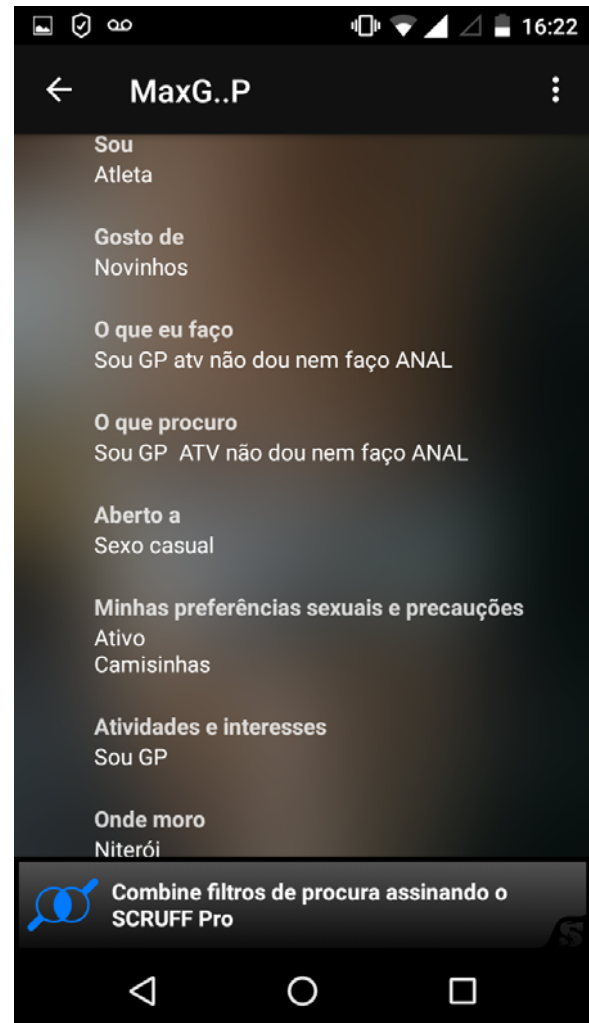 16:22
MaxG..P
Sou
Atleta
Gosto de
Novinhos
O que eu faço
Sou GP atv não dou nem faço ANAL
O que procuro
Sou GP  ATV não dou nem faço ANAL
Aberto a
Sexo casual
Minhas preferências sexuais e precauções
Ativo
Camisinhas
Atividades e interesses
Sou GP
Onde moro
Niterói
Combine filtros de procura assinando o
SCRUFF Pro